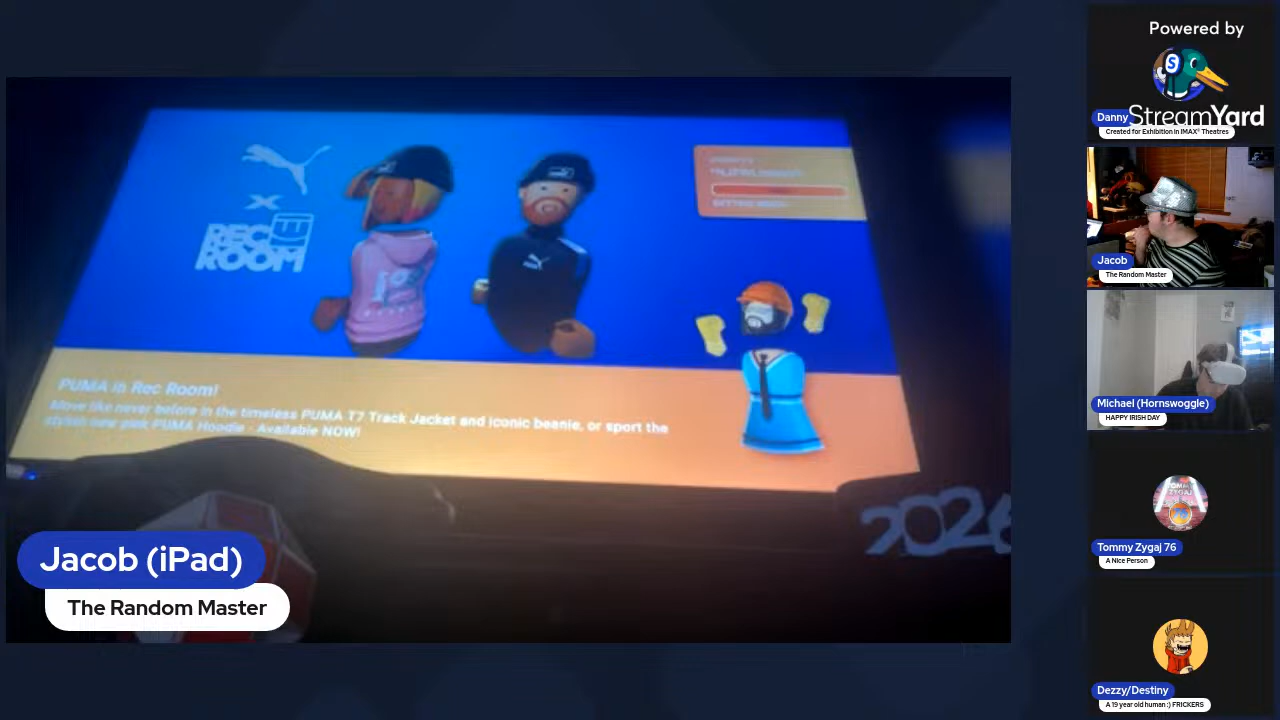 PUMA in Rec Room!
Move like never before in the timeless PUMA T7 Track Jacket and iconic beanie, or sport the
stylish new pink PUMA Hoodie - Available NOW!
X
REC
ROOM
2026
Jacob (iPad)
The Random Master
Powered by
S
StreamYard
Danny
Created for Exhibition in IMAX® Theatres
Jacob
The Random Master
Michael (Hornswoggle)
HAPPY IRISH DAY
Tommy Zygaj 76
A Nice Person
Dezzy/Destiny
A 19 year old human :) FRICKERS